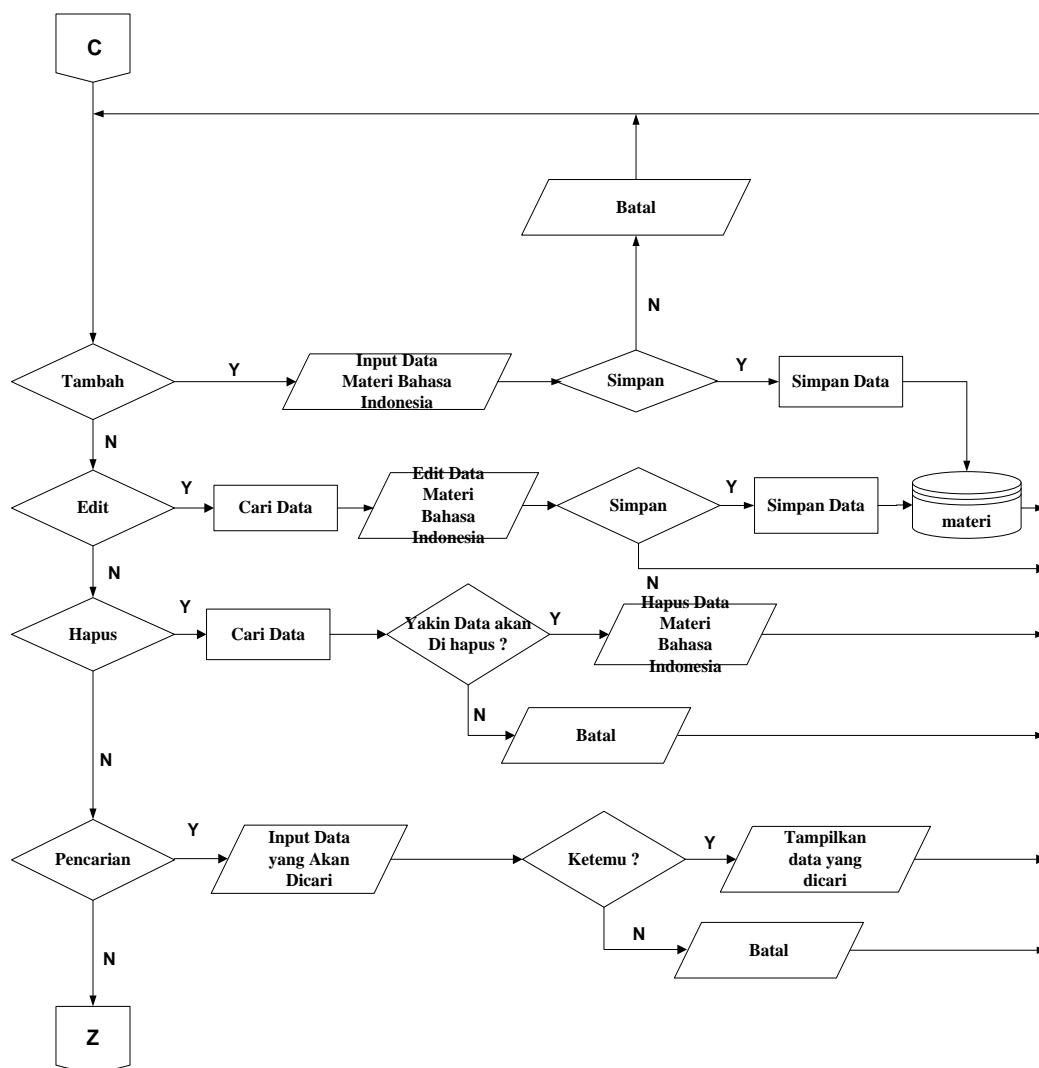 C
Batal
N
Tambah
Y
Input Data
Materi Bahasa
Indonesia
Simpan
Y
Simpan Data
N
Edit
Y
Cari Data
Edit Data
Materi
Bahasa
Indonesia
Simpan
Y
Simpan Data
materi
N
N
Hapus
Y
Cari Data
Yakin Data akan
Di hapus ?
Y
Hapus Data
Materi
Bahasa
Indonesia
N
Batal
N
Pencarian
Y
Input Data
yang Akan
Dicari
Ketemu ?
Y
Tampilkan
data yang
dicari
N
Batal
N
Z